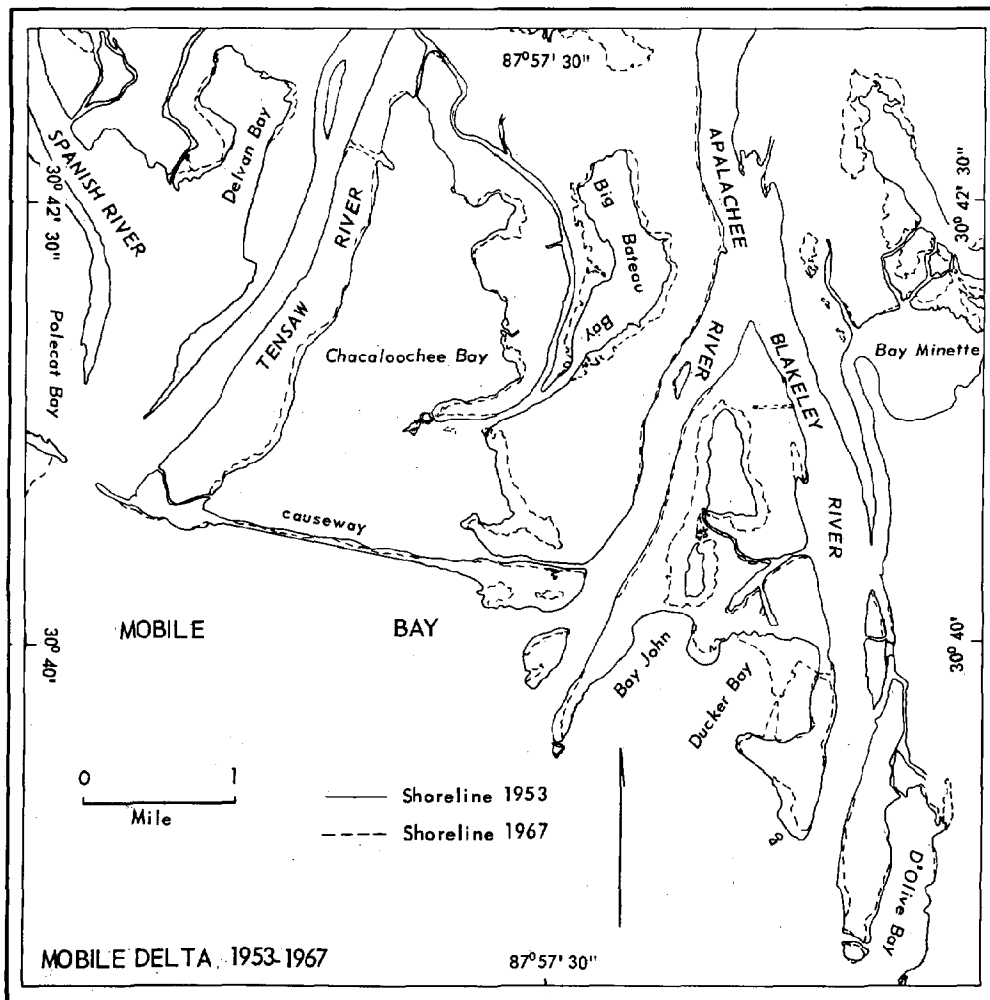 87° 57' 30"
SPANISH RIVER
30° 42' 30"
Delvan Bay
APALACHEE
RIVER
30° 42' 30"
RIVER
TENSAW
Big
Bateau
Bay
Polecat Bay
Chacaloochee Bay
BLAKELEY
RIVER
Bay Minette
causeway
MOBILE BAY
30° 40'
30° 40'
Bay John
Ducker Bay
0 1
Mile
Shoreline 1953
Shoreline 1967
D'Olive Bay
MOBILE DELTA, 1953-1967
87° 57' 30"